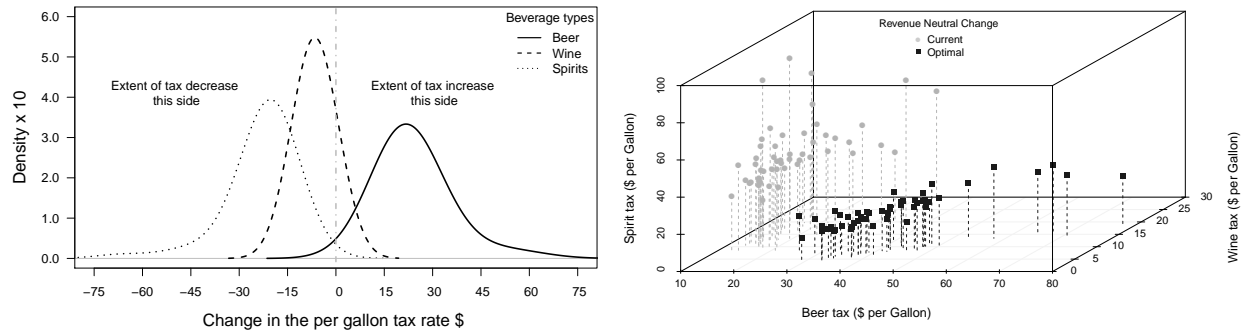 Beverage types
Beer
Wine
Spirits
Extent of tax decrease
this side
Extent of tax increase
this side
Density x 10
6.0
5.0
4.0
3.0
2.0
1.0
0.0
−75 −60 −45 −30 −15 0 15 30 45 60 75
Change in the per gallon tax rate $
Revenue Neutral Change
Current
Optimal
Spirit tax ($ per Gallon)
100
80
60
40
20
0
10 20 30 40 50 60 70 80
Beer tax ($ per Gallon)
0
5
10
15
20
25
30
Wine tax ($ per Gallon)